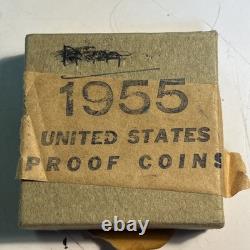 1955
UNITED STATES
PROOF COINS